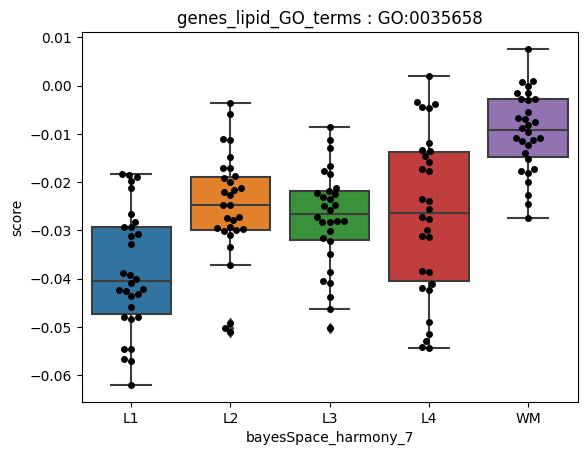 genes_lipid_GO_terms : GO:0035658
0.01
0.00
−0.01
−0.02
−0.03
−0.04
−0.05
−0.06
score
L1 L2 L3 L4 WM
bayesSpace_harmony_7